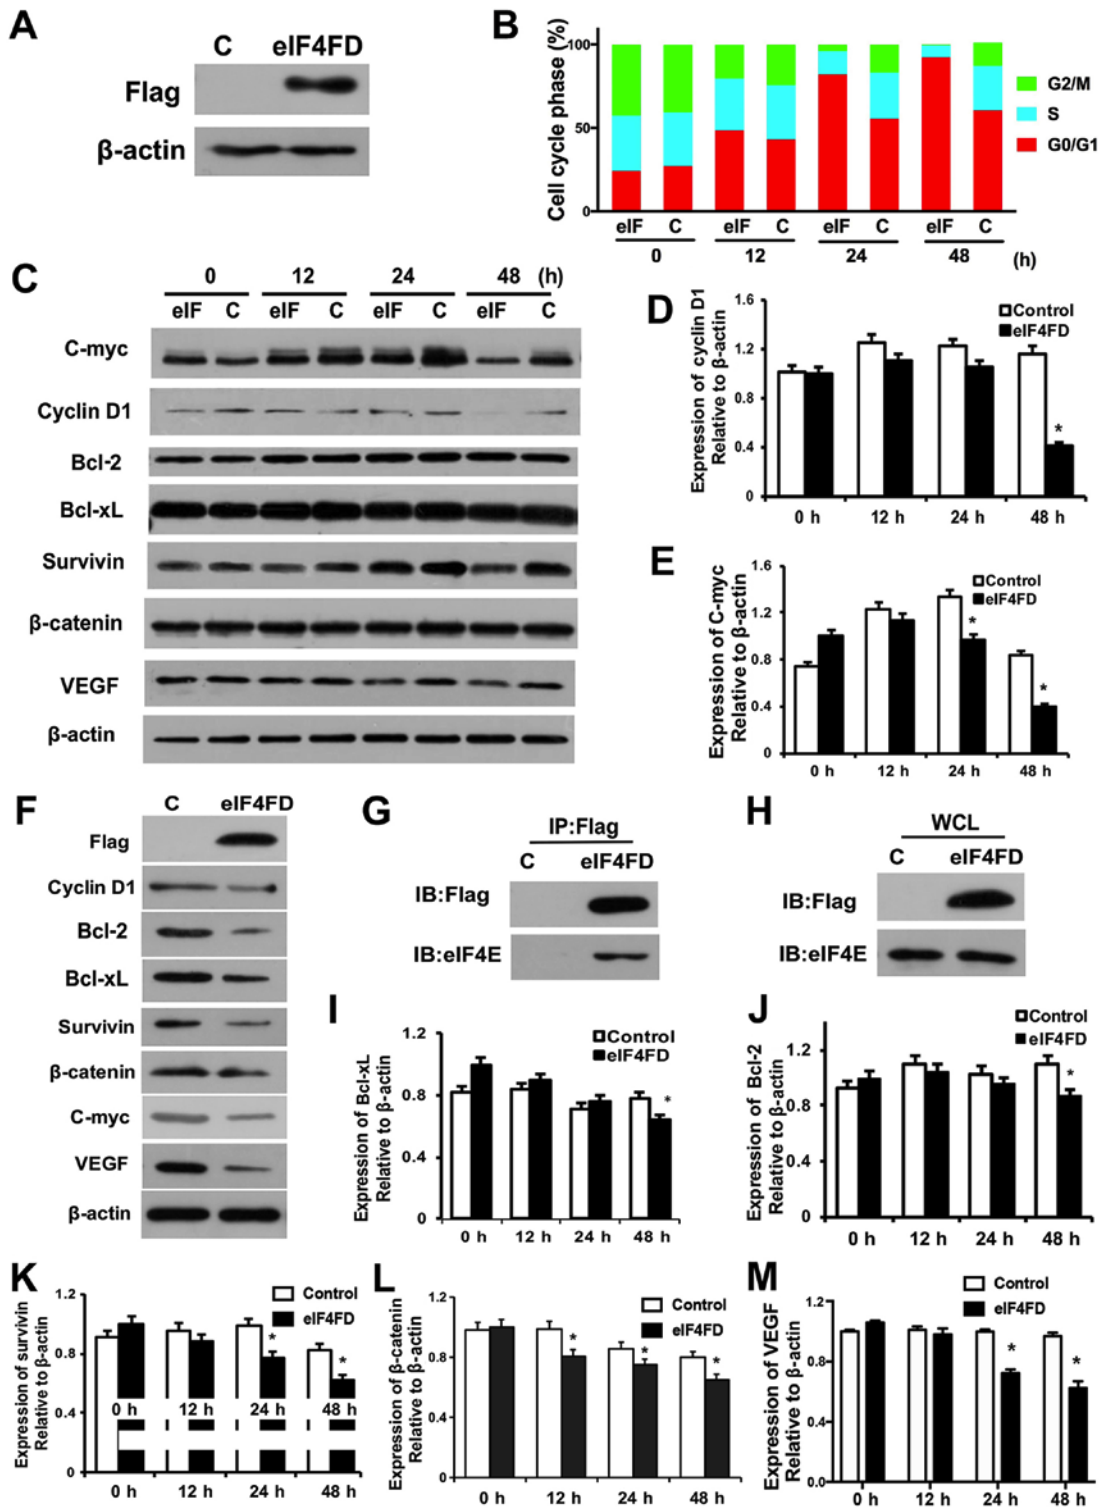 A
C eIF4FD
Flag
β-actin
B
Cell cycle phase (%)
100
50
0
G2/M
S
G0/G1
eIF C eIF C eIF C eIF C
0 12 24 48 (h)
C
0 12 24 48 (h)
eIF C eIF C eIF C eIF C
C-myc
Cyclin D1
Bcl-2
Bcl-xL
Survivin
β-catenin
VEGF
β-actin
D
Expression of cyclin D1
Relative to β-actin
1.6
1.2
0.8
0.4
0
Control
eIF4FD
*
0 h 12 h 24 h 48 h
E
Expression of C-myc
Relative to β-actin
1.6
1.2
0.8
0.4
0
Control
eIF4FD
* *
0 h 12 h 24 h 48 h
F
C eIF4FD
Flag
Cyclin D1
Bcl-2
Bcl-xL
Survivin
β-catenin
C-myc
VEGF
β-actin
G
IP:Flag
C eIF4FD
IB:Flag
IB:eIF4E
H
WCL
C eIF4FD
IB:Flag
IB:eIF4E
I
Expression of Bcl-xL
Relative to β-actin
1.2
0.8
0.4
0
Control
eIF4FD
*
0 h 12 h 24 h 48 h
J
Expression of Bcl-2
Relative to β-actin
1.2
0.8
0.4
0
Control
eIF4FD
*
0 h 12 h 24 h 48 h
K
Expression of survivin
Relative to β-actin
1.2
0.8
0.4
0
Control
eIF4FD
* *
0 h 12 h 24 h 48 h
0 h 12 h 24 h 48 h
L
Expression of β-catenin
Relative to β-actin
1.2
0.8
0.4
0
Control
eIF4FD
* * *
0 h 12 h 24 h 48 h
M
Expression of VEGF
Relative to β-actin
1.2
0.8
0.4
0.0
Control
eIF4FD
* *
0 h 12 h 24 h 48 h